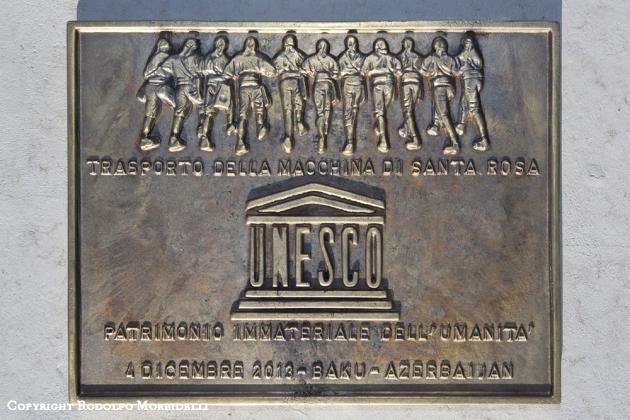 TRASPORTO DELLA MACCHINA DI SANTA ROSA
UNESCO
PATRIMONIO IMMATERIALE DELL'UMANITA'
4 DICEMBRE 2013 - BAKU - AZERBAIJAN
Copyright Rodolfo Morbidelli